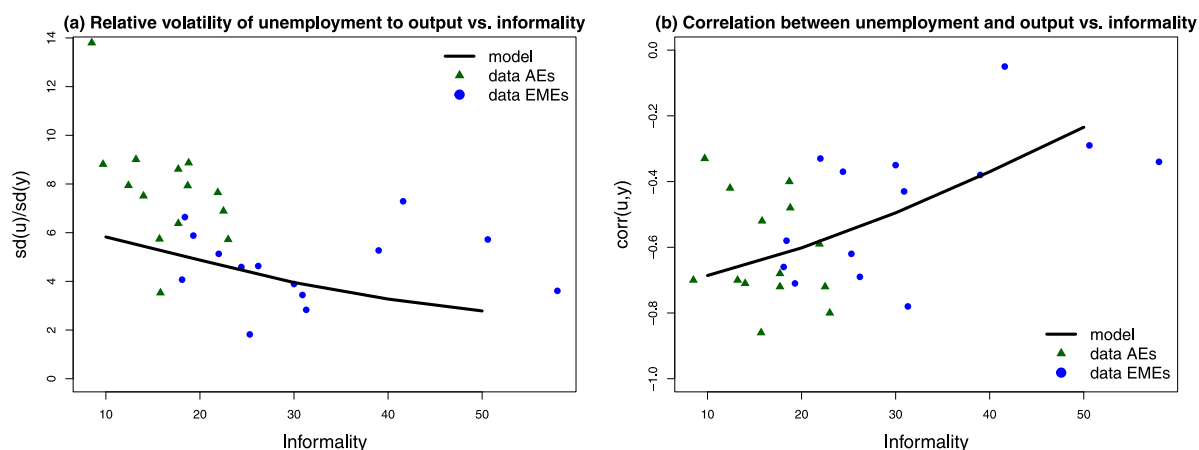 (a) Relative volatility of unemployment to output vs. informality
14
12
10
8
6
4
2
0
sd(u)/sd(y)
model
data AEs
data EMEs
10 20 30 40 50
Informality
(b) Correlation between unemployment and output vs. informality
0.0
−0.2
−0.4
−0.6
−0.8
−1.0
corr(u,y)
model
data AEs
data EMEs
10 20 30 40 50
Informality